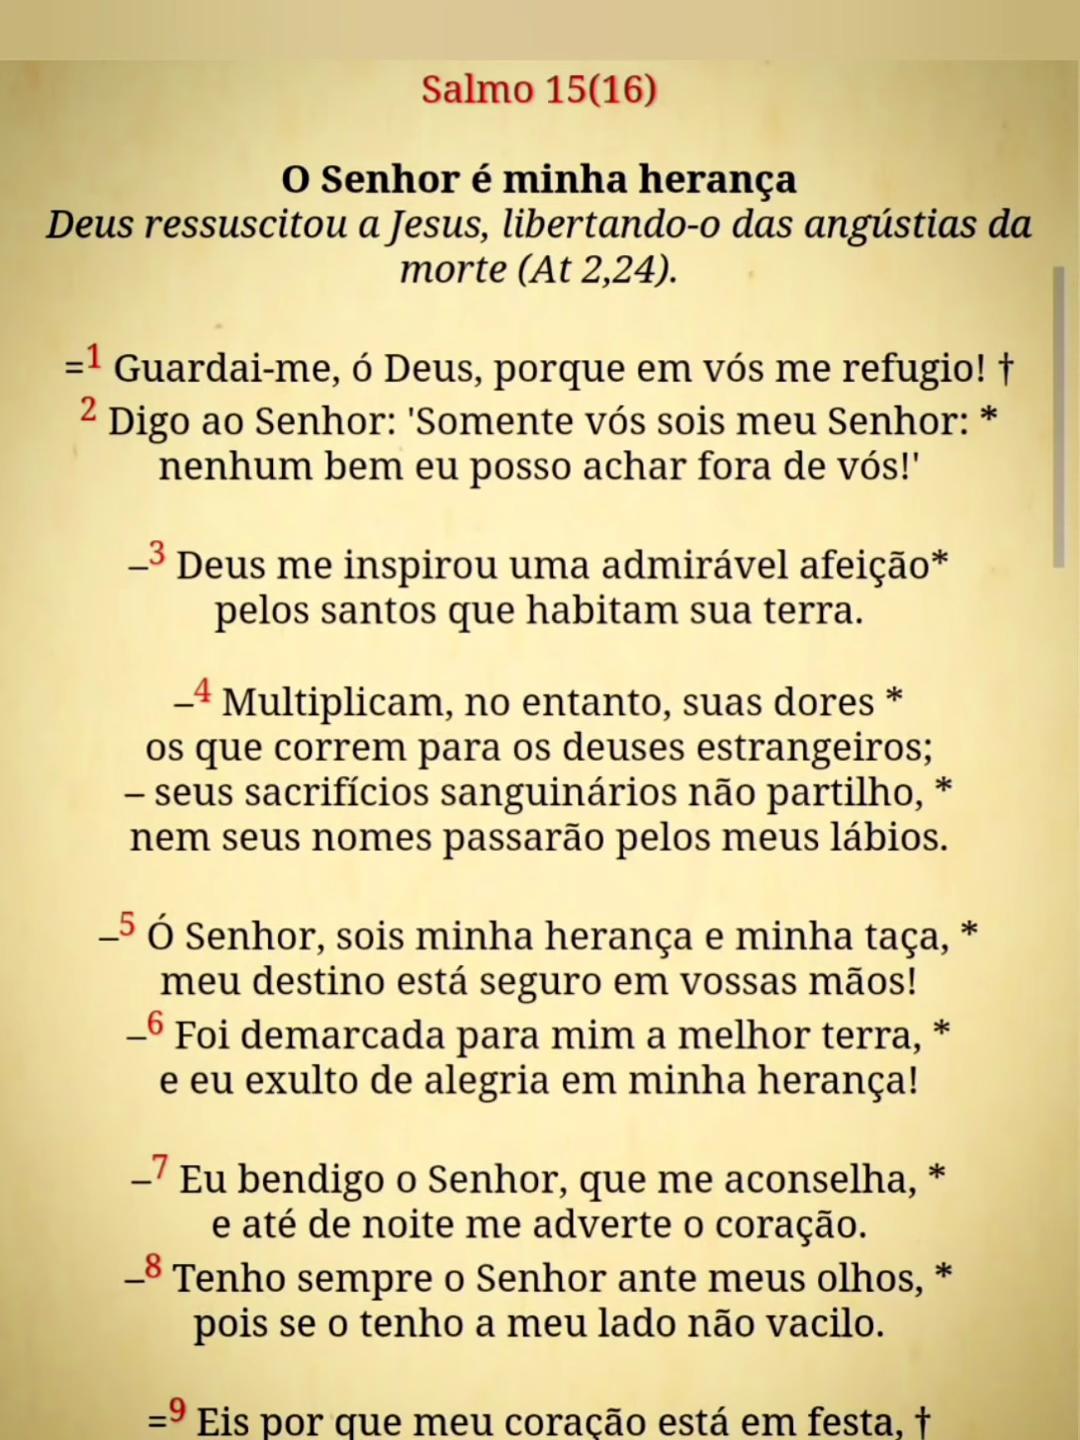 Salmo 15(16)
O Senhor é minha herança
Deus ressuscitou a Jesus, libertando-o das angústias da
morte (At 2,24).
=1 Guardai-me, ó Deus, porque em vós me refugio! †
2 Digo ao Senhor: 'Somente vós sois meu Senhor: *
nenhum bem eu posso achar fora de vós!'
–3 Deus me inspirou uma admirável afeição*
pelos santos que habitam sua terra.
–4 Multiplicam, no entanto, suas dores *
os que correm para os deuses estrangeiros;
– seus sacrifícios sanguinários não partilho, *
nem seus nomes passarão pelos meus lábios.
–5 Ó Senhor, sois minha herança e minha taça, *
meu destino está seguro em vossas mãos!
–6 Foi demarcada para mim a melhor terra, *
e eu exulto de alegria em minha herança!
–7 Eu bendigo o Senhor, que me aconselha, *
e até de noite me adverte o coração.
–8 Tenho sempre o Senhor ante meus olhos, *
pois se o tenho a meu lado não vacilo.
=9 Eis por que meu coração está em festa, †